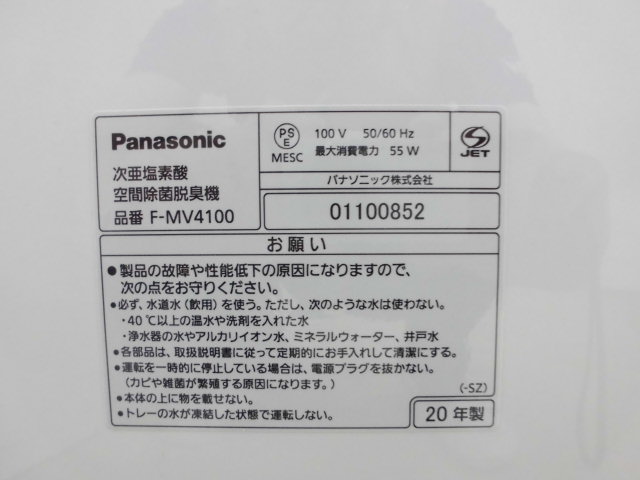 Panasonic
次亜塩素酸
空間除菌脱臭機
品番 F-MV4100
PS
E
MESC
100 V 50/60 Hz
最大消費電力 55 W
S
JET
パナソニック株式会社
01100852
お願い
●製品の故障や性能低下の原因になりますので、
次の点をお守りください。
●必ず、水道水(飲用)を使う。ただし、次のような水は使わない。
・40 ℃以上の温水や洗剤を入れた水
・浄水器の水やアルカリイオン水、ミネラルウォーター、井戸水
●各部品は、取扱説明書に従って定期的にお手入れして清潔にする。
●運転を一時的に停止している場合は、電源プラグを抜かない。
(カビや雑菌が繁殖する原因になります。)
●本体の上に物を載せない。
●トレーの水が凍結した状態で運転しない。
(-SZ)
20 年製